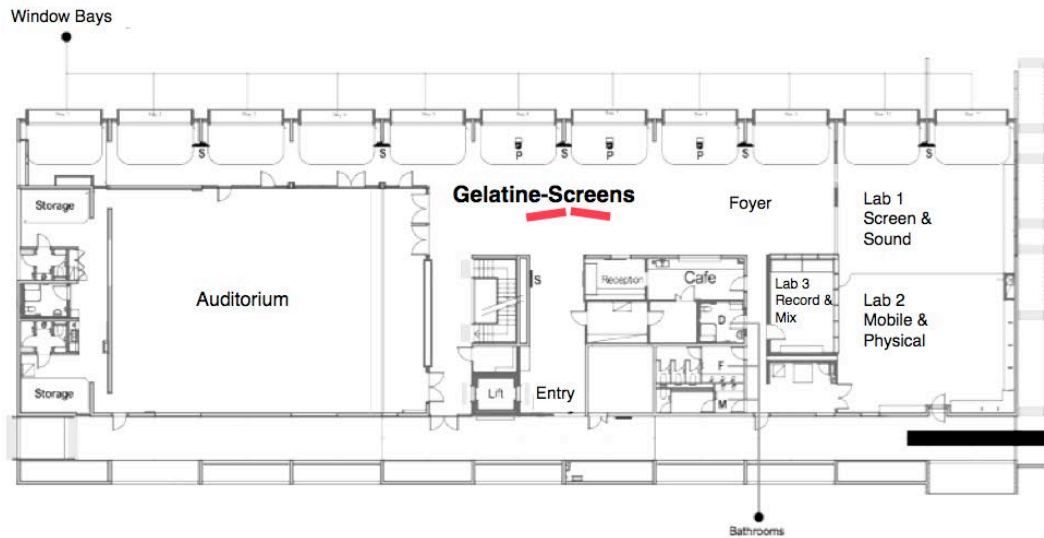 Window Bays
S
S
P
S
P
P
S
S
Gelatine-Screens
Storage
Foyer
Lab 1
Screen &
Sound
Auditorium
S
Reception
Cafe
Lab 3
Record &
Mix
Lab 2
Mobile &
Physical
D
F
Storage
Lift
Entry
M
Bathrooms